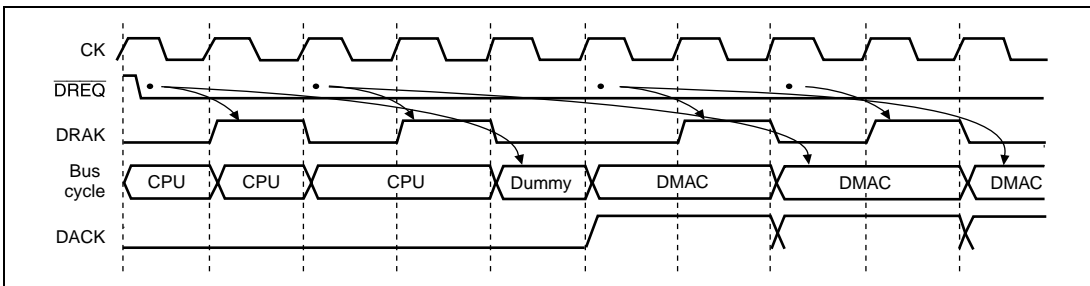 CK
DREQ
DRAK
Bus
cycle
CPU CPU CPU Dummy DMAC DMAC DMAC
DACK